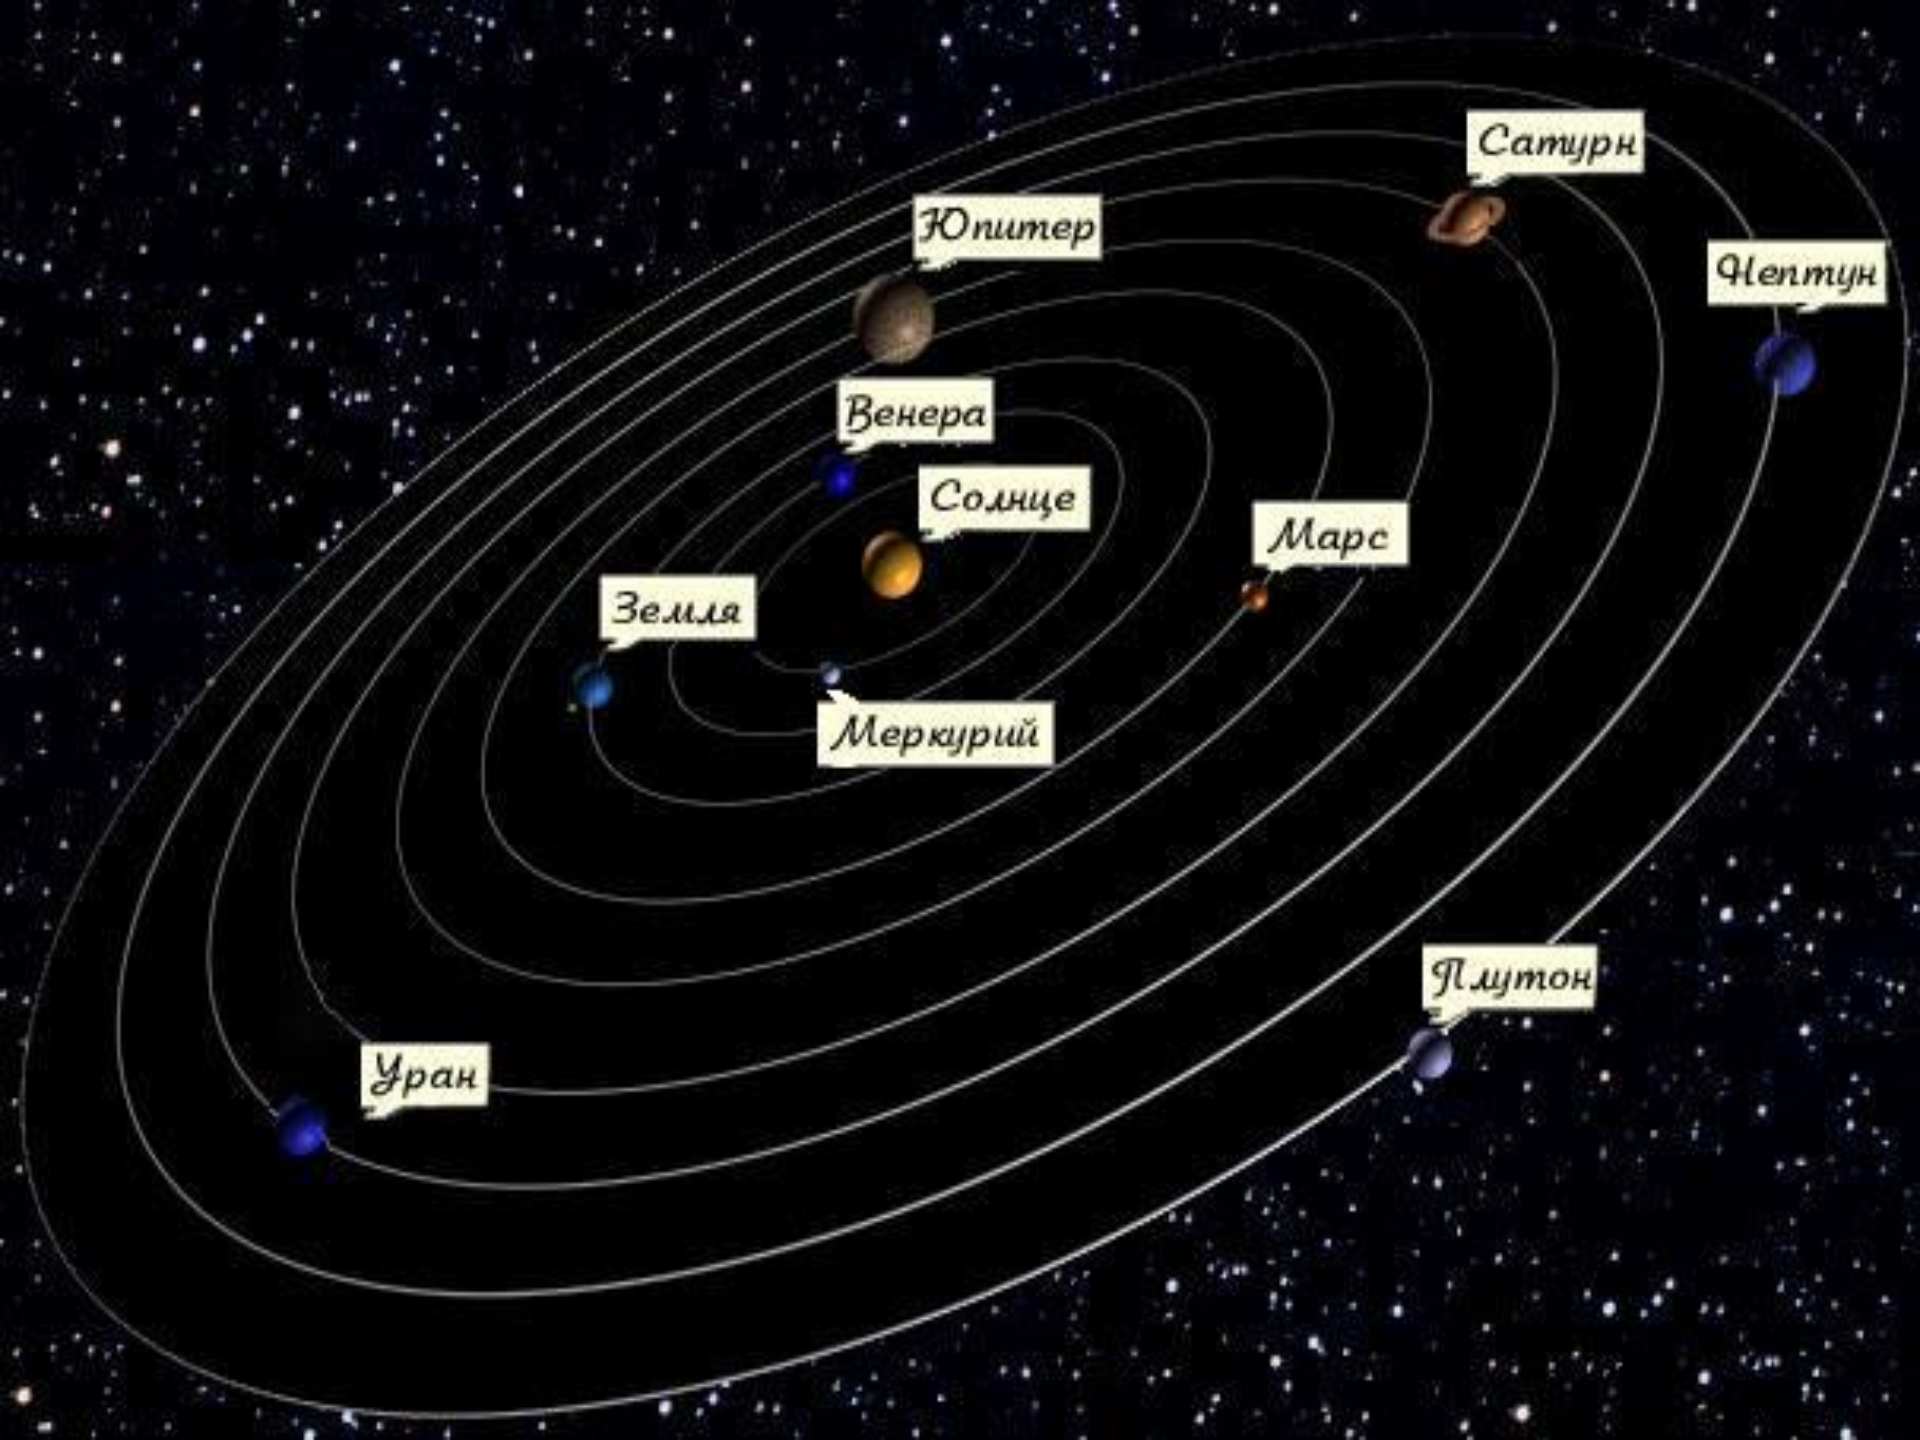 Сатурн
Юпитер
Нептун
Венера
Солнце
Марс
Земля
Меркурий
Плутон
Уран